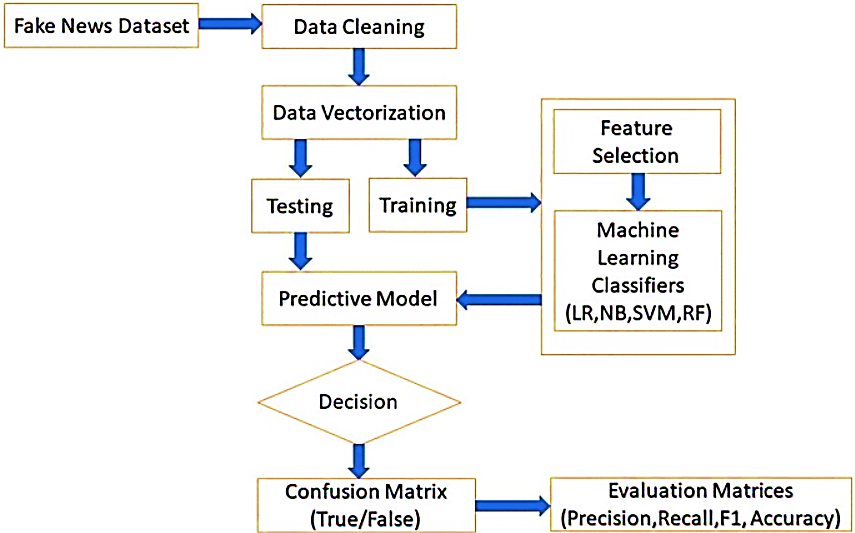 Fake News Dataset
Data Cleaning
Data Vectorization
Feature
Selection
Testing
Training
Machine
Learning
Classifiers
(LR,NB,SVM,RF)
Predictive Model
Decision
Confusion Matrix
(True/False)
Evaluation Matrices
(Precision,Recall,F1, Accuracy)